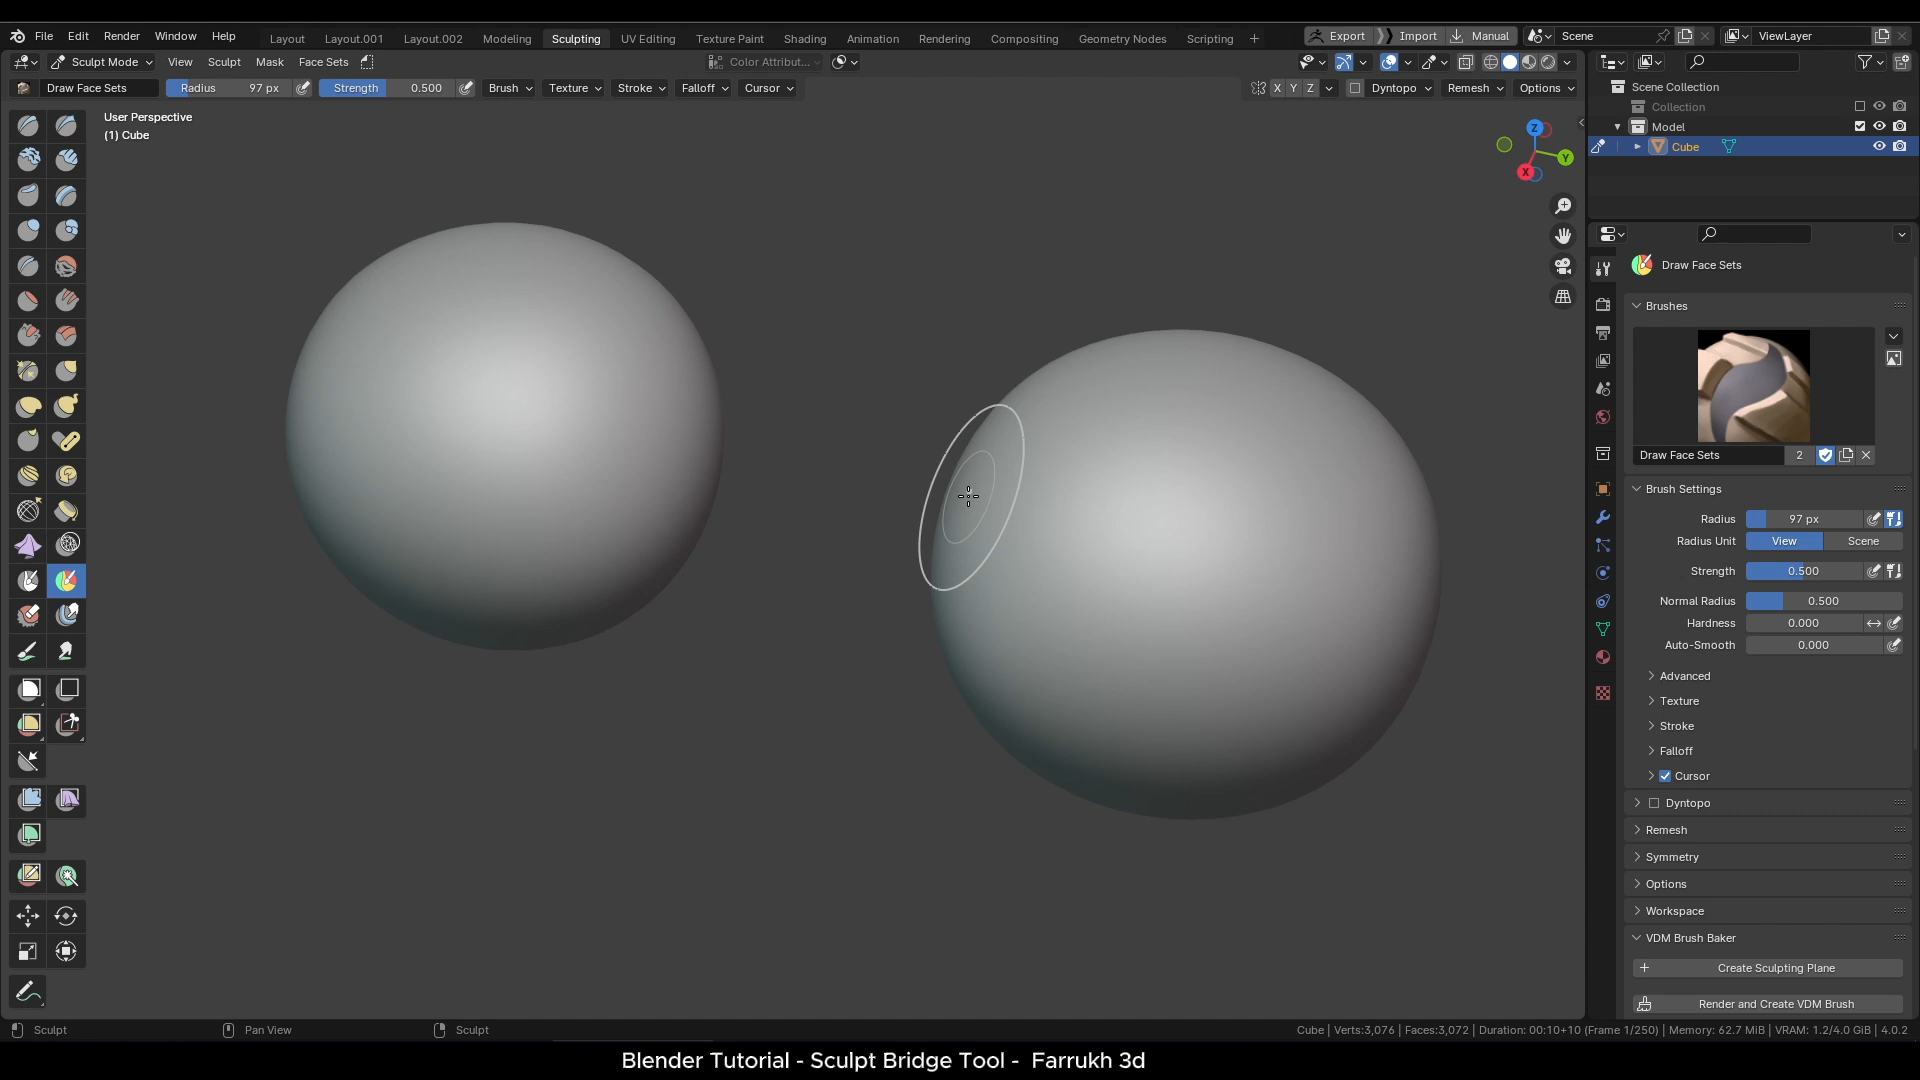 File Edit Render Window Help Layout Layout.001 Layout.002 Modeling Sculpting UV Editing Texture Paint Shading Animation Rendering Compositing Geometry Nodes Scripting + Export Import Manual Scene ViewLayer
Sculpt Mode View Sculpt Mask Face Sets Color Attribut...
Draw Face Sets Radius 97 px Strength 0.500 Brush Texture Stroke Falloff Cursor X Y Z Dyntopo Remesh Options
User Perspective
(1) Cube
Z
Y
X
Scene Collection
Collection
Model
Cube
Draw Face Sets
Brushes
Draw Face Sets 2
Brush Settings
Radius 97 px
Radius Unit View Scene
Strength 0.500
Normal Radius 0.500
Hardness 0.000
Auto-Smooth 0.000
Advanced
Texture
Stroke
Falloff
Cursor
Dyntopo
Remesh
Symmetry
Options
Workspace
VDM Brush Baker
Create Sculpting Plane
Render and Create VDM Brush
Sculpt Pan View Sculpt Cube | Verts:3,076 | Faces:3,072 | Duration: 00:10+10 (Frame 1/250) | Memory: 62.7 MiB | VRAM: 1.2/4.0 GiB | 4.0.2
Blender Tutorial - Sculpt Bridge Tool - Farrukh 3d